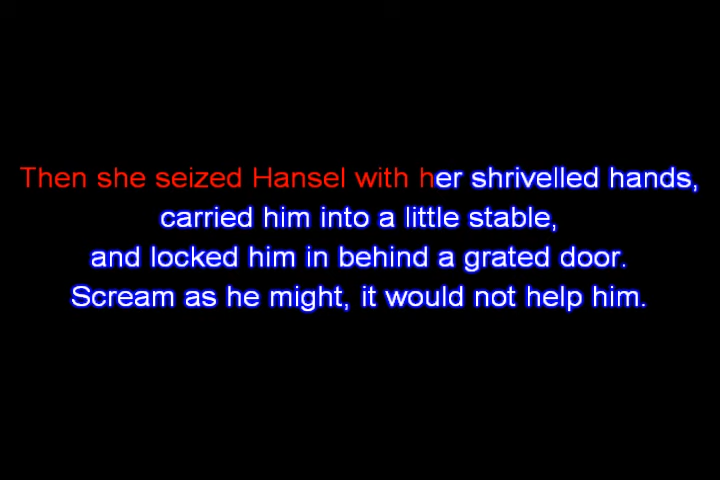 Then she seized Hansel with her shrivelled hands,
carried him into a little stable,
and locked him in behind a grated door.
Scream as he might, it would not help him.